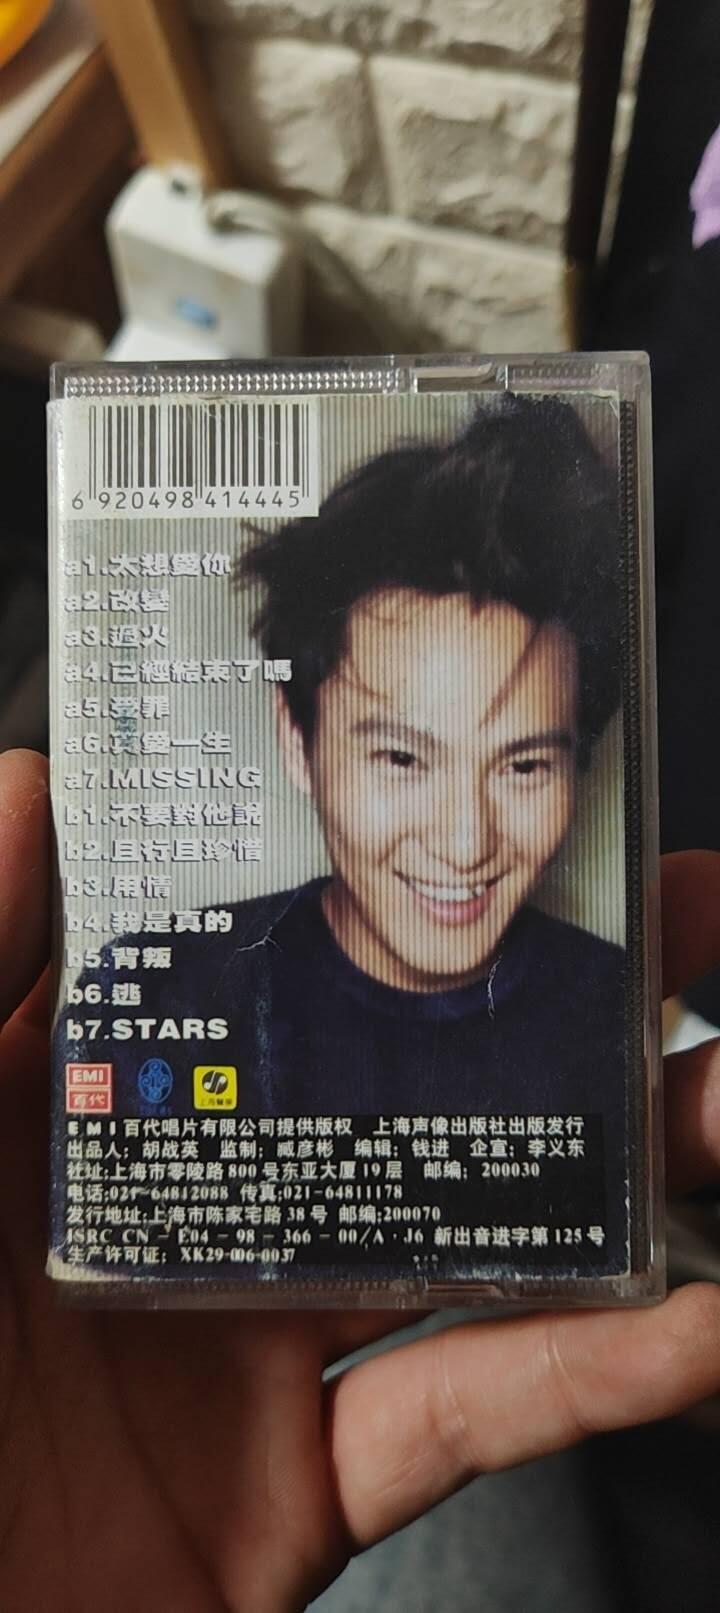 6 920498 414445
a1.太想愛你
a2.改變
a3.過火
a4.已經結束了嗎
a5.受罪
a6.真愛一生
a7.MISSING
b1.不要對他說
b2.且行且珍惜
b3.用情
b4.我是真的
b5.背叛
b6.逃
b7.STARS
EMI
百代
上海聲像
EMI百代唱片有限公司提供版权 上海声像出版社出版发行
出品人：胡战英 监制：臧彦彬 编辑：钱进 企宣：李义东
社址:上海市零陵路800号东亚大厦19层 邮编：200030
电话:021-64812088 传真:021-64811178
发行地址:上海市陈家宅路38号 邮编:200070
ISRC CN-E04-98-366-00/A·J6 新出音进字第125号
生产许可证：XK29-006-0037